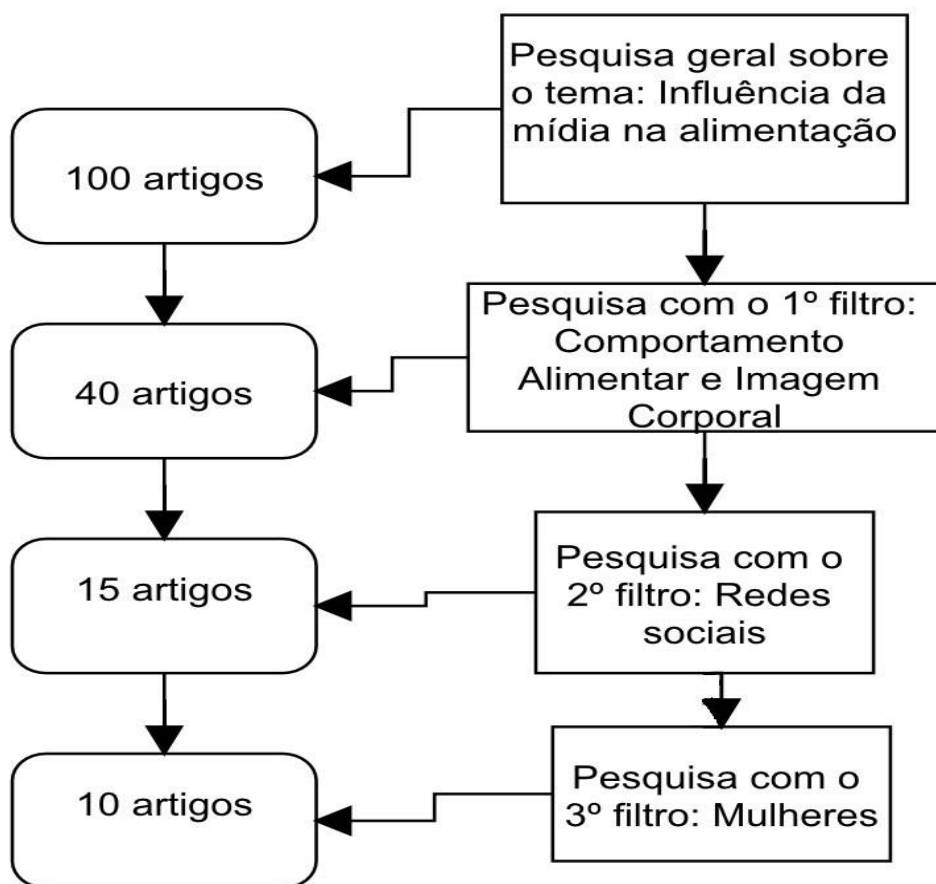 Pesquisa geral sobre
o tema: Influência da
mídia na alimentação
100 artigos
Pesquisa com o 1º filtro:
Comportamento
Alimentar e Imagem
Corporal
40 artigos
Pesquisa com o
2º filtro: Redes
sociais
15 artigos
Pesquisa com o
3º filtro: Mulheres
10 artigos